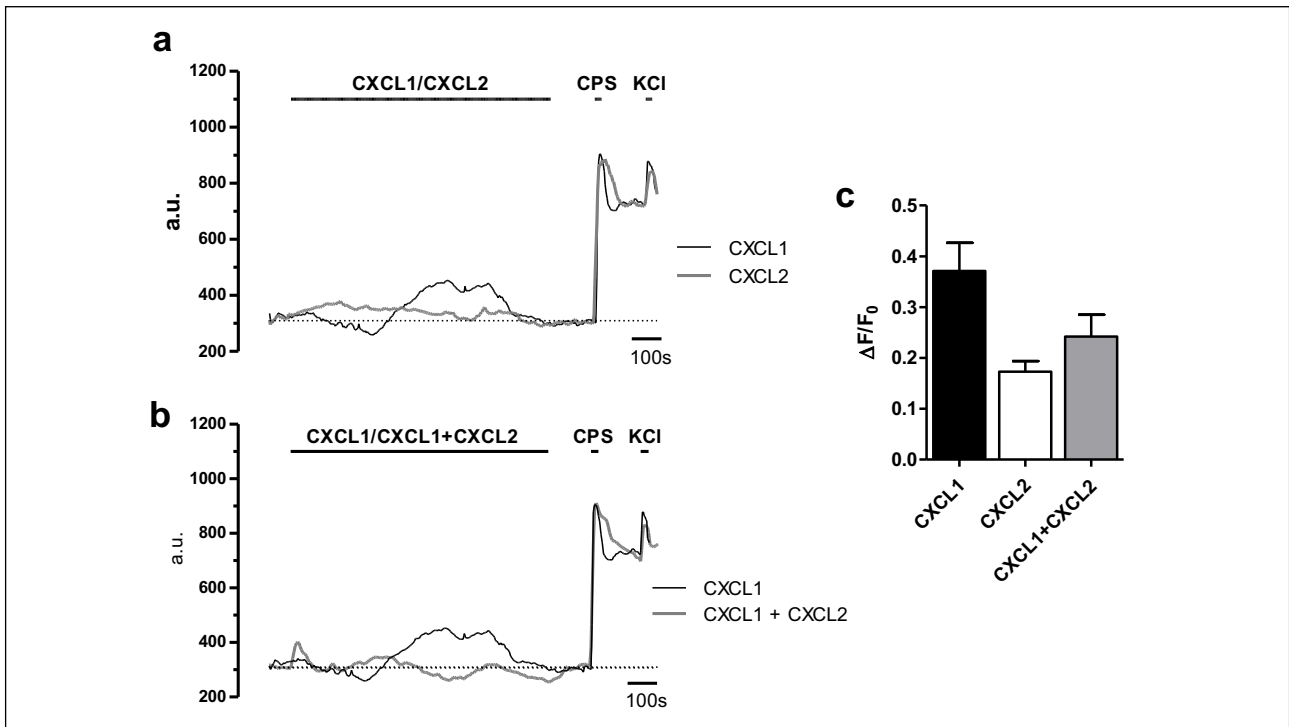 a
1200
1000
800
600
400
200
a.u.
CXCL1/CXCL2
CPS
KCl
CXCL1
CXCL2
100s
b
1200
1000
800
600
400
200
a.u.
CXCL1/CXCL1+CXCL2
CPS
KCl
CXCL1
CXCL1 + CXCL2
100s
c
0.5
0.4
0.3
0.2
0.1
0.0
ΔF/F0
CXCL1
CXCL2
CXCL1+CXCL2